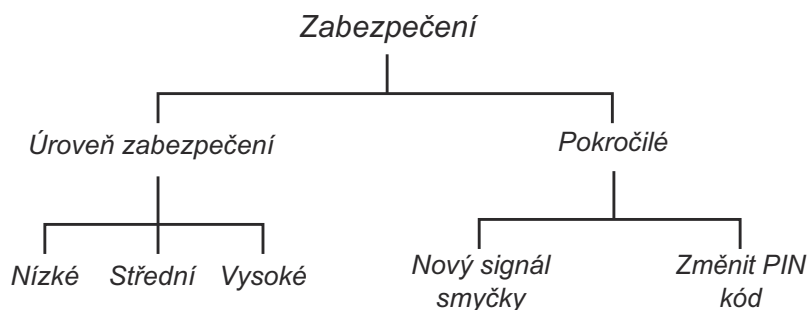 Zabezpečení
Úroveň zabezpečení
Pokročilé
Nízké
Střední
Vysoké
Nový signál
smyčky
Změnit PIN
kód